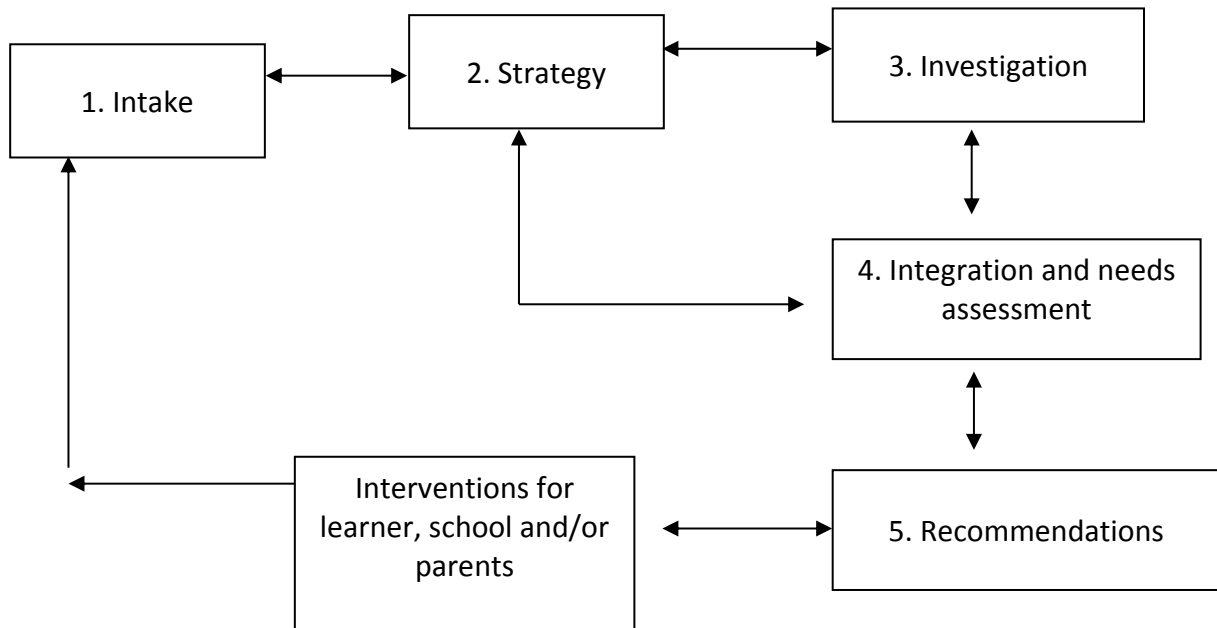 1. Intake
2. Strategy
3. Investigation
4. Integration and needs
assessment
Interventions for
learner, school and/or
parents
5. Recommendations